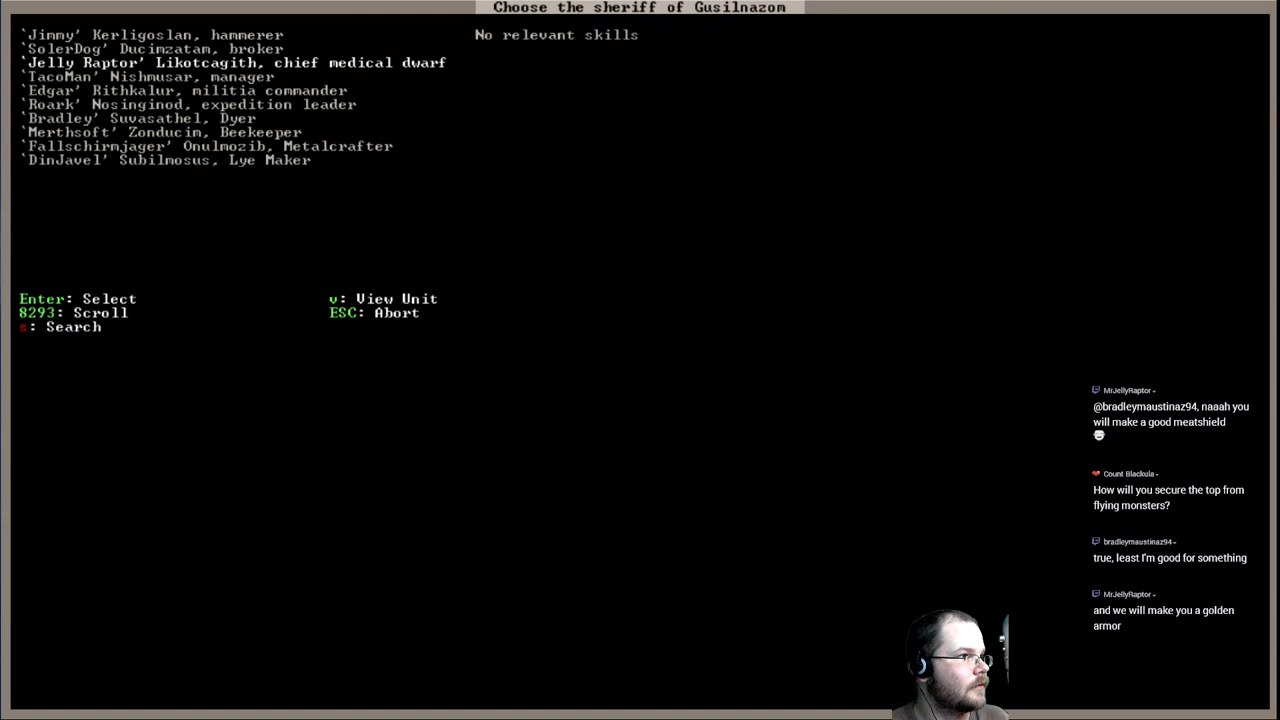 Choose the sheriff of Gusilnazom
`Jimmy' Kerligoslan, hammerer
No relevant skills
`SolerDog' Ducimzatam, broker
`Jelly Raptor' Likotcagith, chief medical dwarf
`TacoMan' Nishmusar, manager
`Edgar' Rithkalur, militia commander
`Roark' Nosinginod, expedition leader
`Bradley' Suvasathel, Dyer
`Merthsoft' Zonducim, Beekeeper
`Fallschirmjager' Onulmozib, Metalcrafter
`DinJavel' Subilmosus, Lye Maker
Enter: Select
v: View Unit
8293: Scroll
ESC: Abort
s: Search
MrJellyRaptor
@bradleymaustinaz94, naaah you
will make a good meatshield
Count Blackula
How will you secure the top from
flying monsters?
bradleymaustinaz94
true, least I'm good for something
MrJellyRaptor
and we will make you a golden
armor